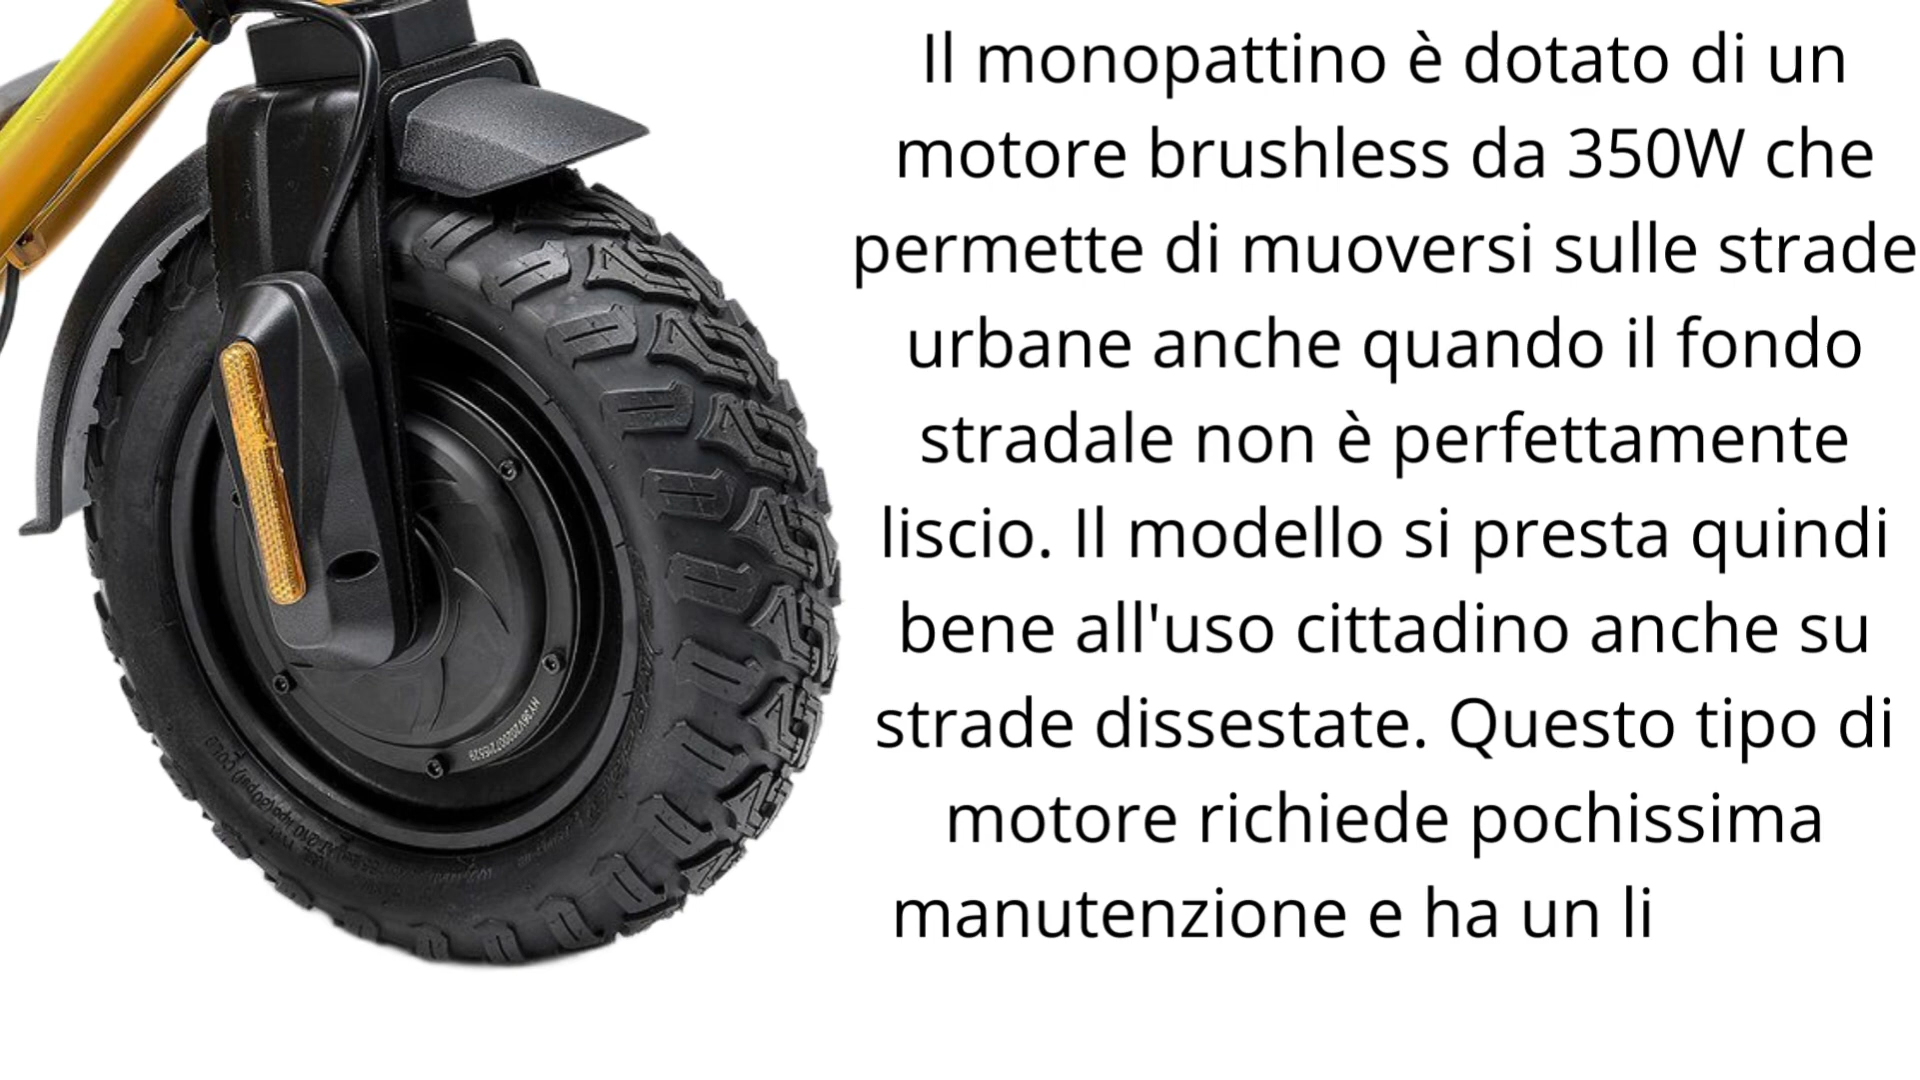 Il monopattino è dotato di un
motore brushless da 350W che
permette di muoversi sulle strade
urbane anche quando il fondo
stradale non è perfettamente
liscio. Il modello si presta quindi
bene all'uso cittadino anche su
strade dissestate. Questo tipo di
motore richiede pochissima
manutenzione e ha un li